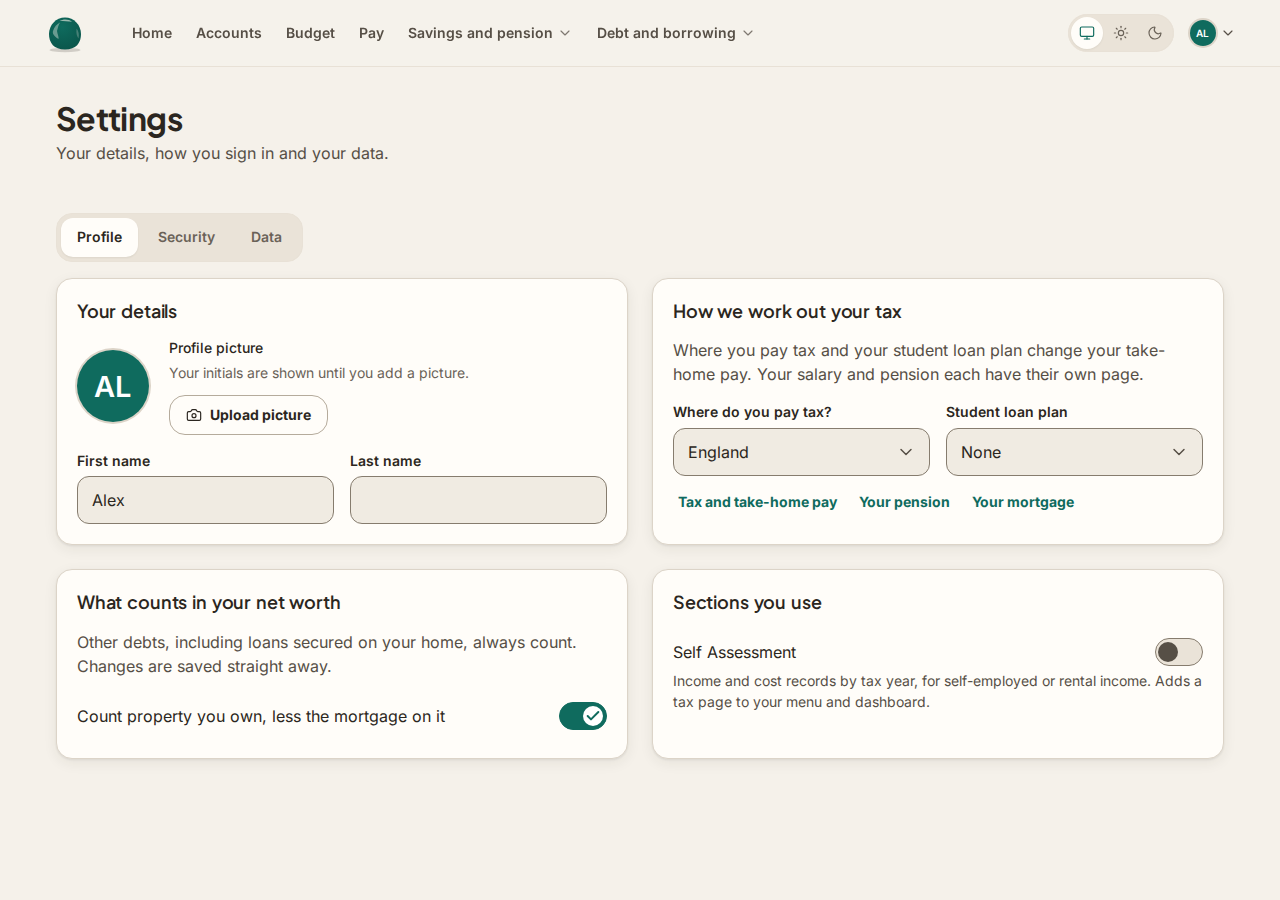 Home
Accounts
Budget
Pay
Savings and pension
Debt and borrowing
AL
Settings
Your details, how you sign in and your data.
Profile
Security
Data
Your details
AL
Profile picture
Your initials are shown until you add a picture.
Upload picture
First name
Last name
Alex
How we work out your tax
Where you pay tax and your student loan plan change your take-
home pay. Your salary and pension each have their own page.
Where do you pay tax?
Student loan plan
England
None
Tax and take-home pay
Your pension
Your mortgage
What counts in your net worth
Other debts, including loans secured on your home, always count.
Changes are saved straight away.
Count property you own, less the mortgage on it
Sections you use
Self Assessment
Income and cost records by tax year, for self-employed or rental income. Adds a
tax page to your menu and dashboard.